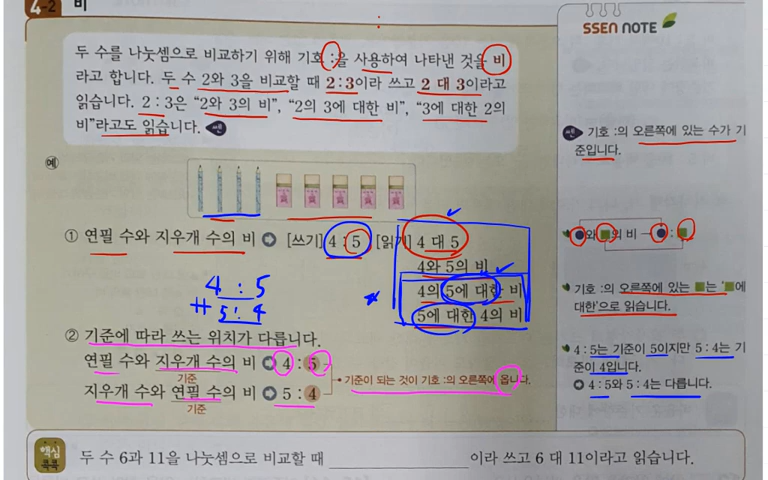 4-2 비
SSEN NOTE
두 수를 나눗셈으로 비교하기 위해 기호 :을 사용하여 나타낸 것을 비
라고 합니다. 두 수 2와 3을 비교할 때 2 : 3이라 쓰고 2 대 3이라고
읽습니다. 2 : 3은 "2와 3의 비", "2의 3에 대한 비", "3에 대한 2의
비"라고도 읽습니다.
기호 :의 오른쪽에 있는 수가 기
준입니다.
예
① 연필 수와 지우개 수의 비 [쓰기] 4 : 5 [읽기] 4 대 5
4와 5의 비
4의 5에 대한 비
5에 대한 4의 비
●와 ■의 비 → ● : ■
기호 :의 오른쪽에 있는 ■는 '■에
대한'으로 읽습니다.
4 : 5
5 : 4
② 기준에 따라 쓰는 위치가 다릅니다.
연필 수와 지우개 수의 비 4 : 5
기준
지우개 수와 연필 수의 비 5 : 4
기준
기준이 되는 것이 기호 :의 오른쪽에 옵니다.
4 : 5는 기준이 5이지만 5 : 4는 기
준이 4입니다.
4 : 5와 5 : 4는 다릅니다.
핵심
콕콕
두 수 6과 11을 나눗셈으로 비교할 때 ____________ 이라 쓰고 6 대 11이라고 읽습니다.